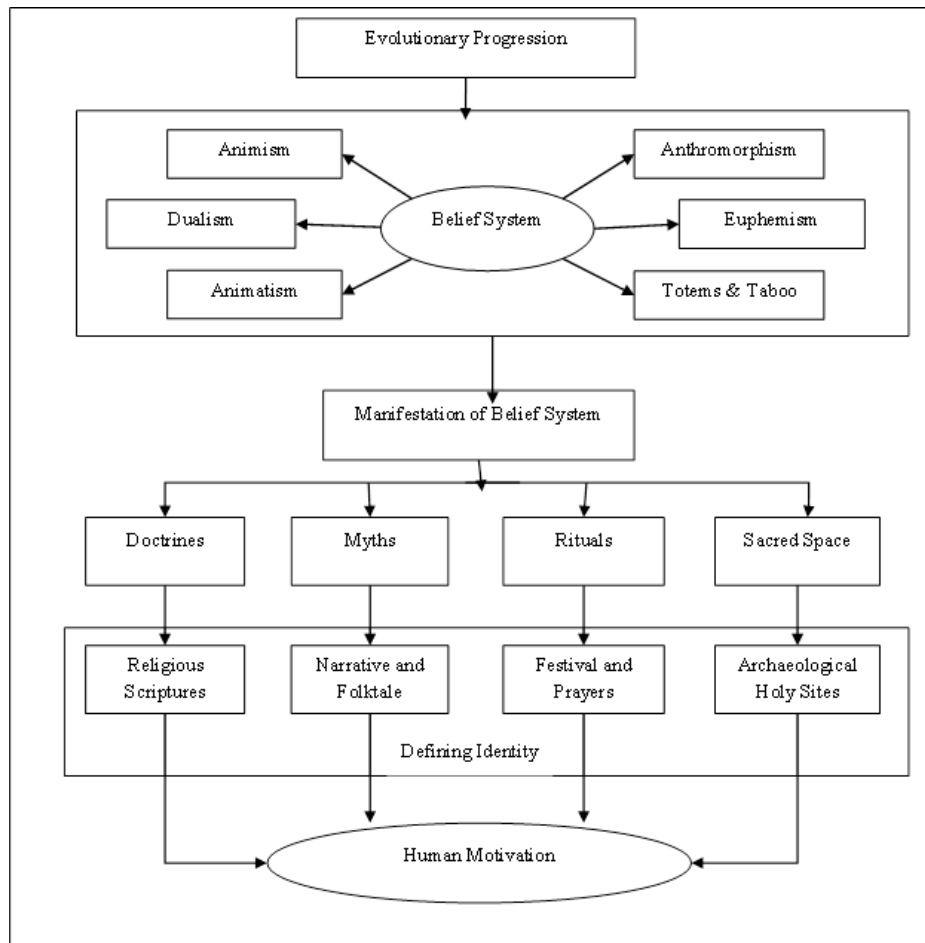 Evolutionary Progression
Animism
Anthromorphism
Belief System
Dualism
Euphemism
Animatism
Totems & Taboo
Manifestation of Belief System
Doctrines
Myths
Rituals
Sacred Space
Religious
Scriptures
Narrative and
Folktale
Festival and
Prayers
Archaeological
Holy Sites
Defining Identity
Human Motivation